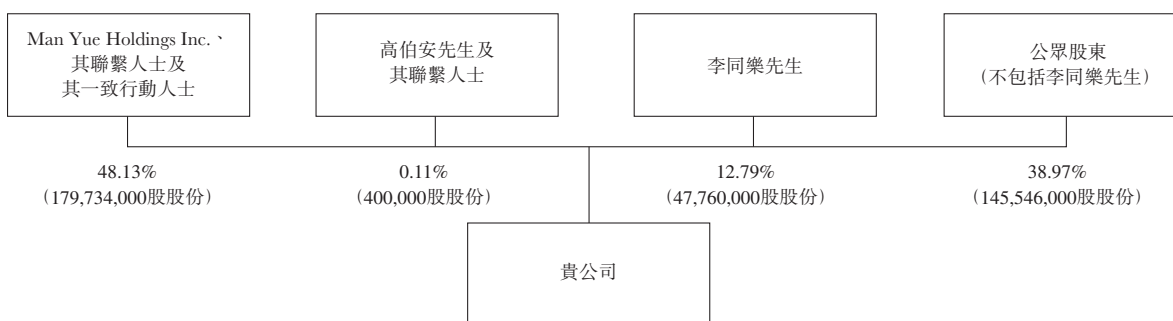 Man Yue Holdings Inc.、
其聯繫人士及
其一致行動人士
高伯安先生及
其聯繫人士
李同樂先生
公眾股東
(不包括李同樂先生)
48.13%
(179,734,000股股份)
0.11%
(400,000股股份)
12.79%
(47,760,000股股份)
38.97%
(145,546,000股股份)
貴公司